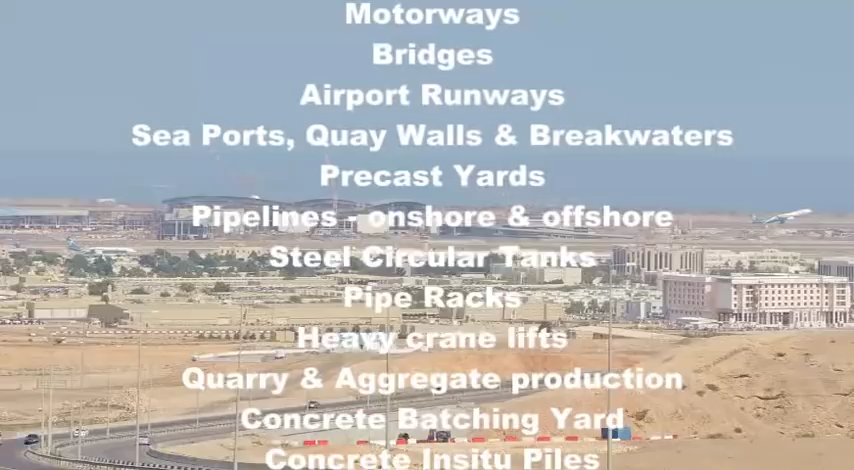 Motorways
Bridges
Airport Runways
Sea Ports, Quay Walls & Breakwaters
Precast Yards
Pipelines - onshore & offshore
Steel Circular Tanks
Pipe Racks
Heavy crane lifts
Quarry & Aggregate production
Concrete Batching Yard
Concrete Insitu Piles